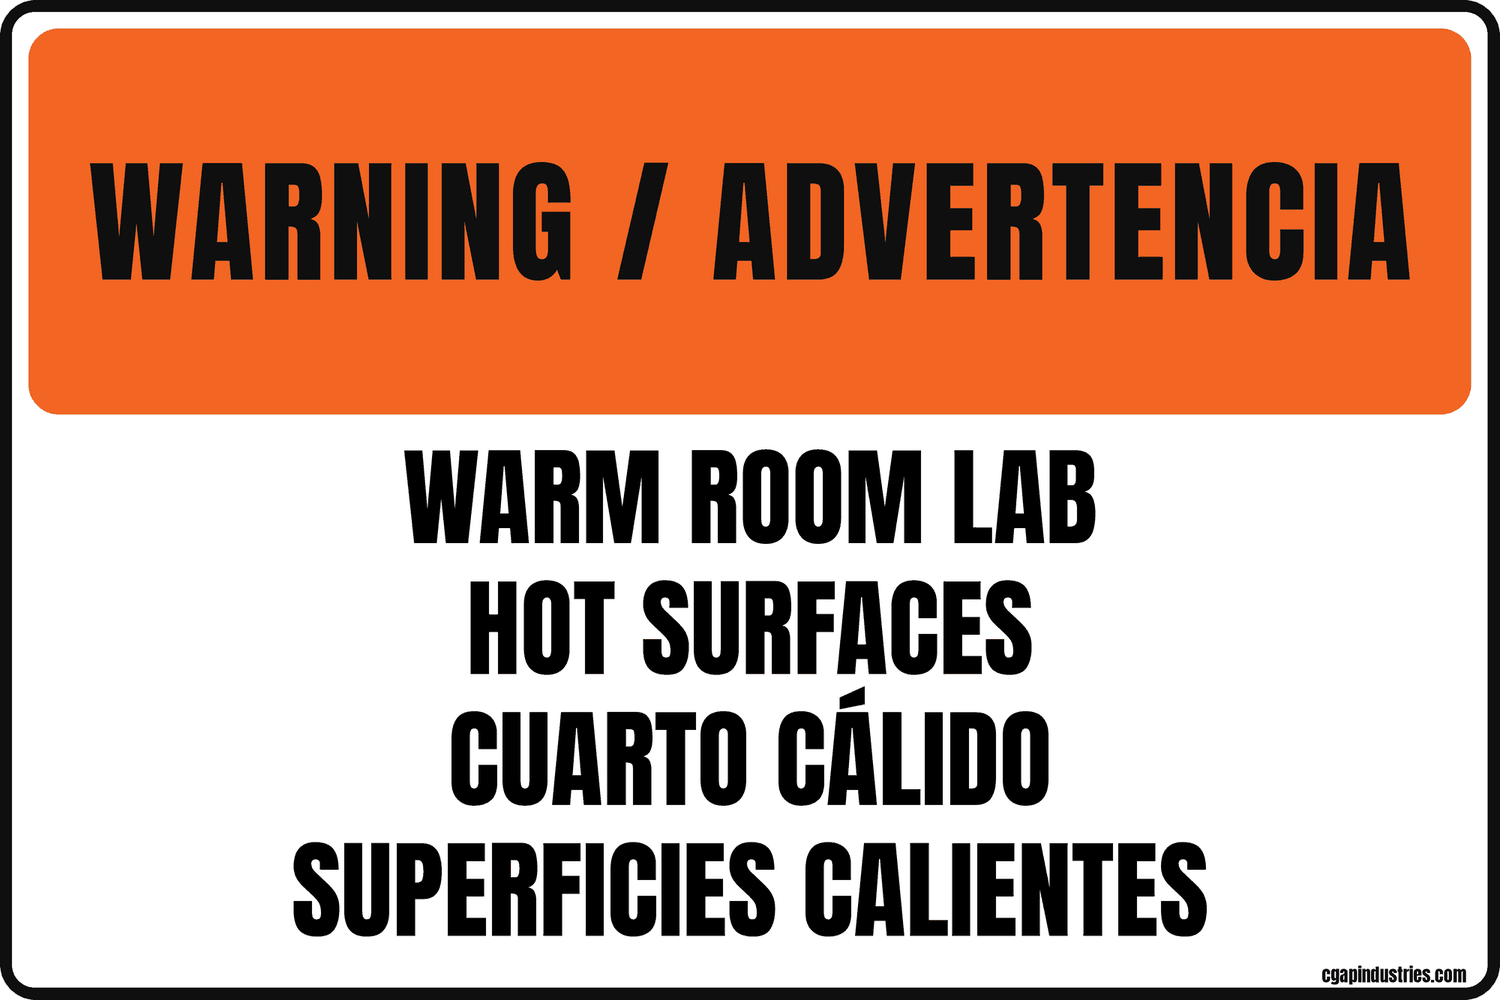 WARNING / ADVERTENCIA
WARM ROOM LAB
HOT SURFACES
CUARTO CÁLIDO
SUPERFICIES CALIENTES
cgapindustries.com